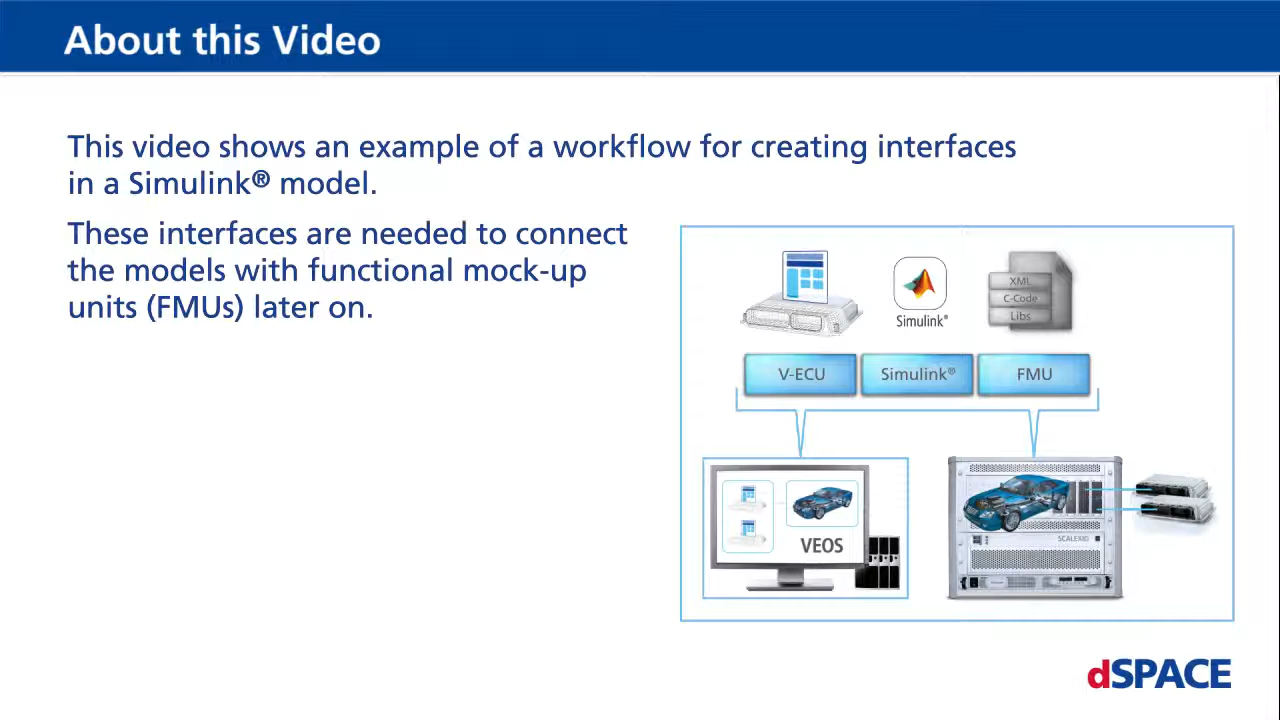 About this Video
This video shows an example of a workflow for creating interfaces
in a Simulink® model.
These interfaces are needed to connect
the models with functional mock-up
units (FMUs) later on.
Simulink®
XML
C-Code
Libs
V-ECU
Simulink®
FMU
VEOS
SCALEXIO
dSPACE